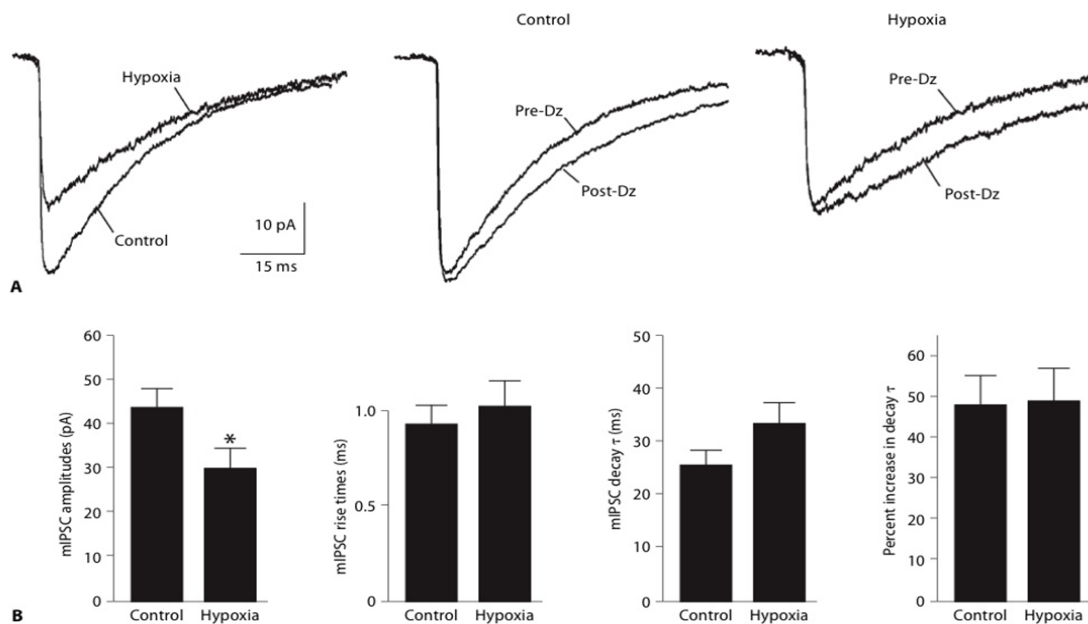 Control
Hypoxia
Hypoxia
Control
10 pA
15 ms
Pre-Dz
Post-Dz
Pre-Dz
Post-Dz
A
mIPSC amplitudes (pA)
60
50
40
30
20
10
0
*
Control Hypoxia
mIPSC rise times (ms)
1.0
0.5
0
Control Hypoxia
mIPSC decay τ (ms)
50
40
30
20
10
0
Control Hypoxia
Percent increase in decay τ
60
50
40
30
20
10
0
Control Hypoxia
B